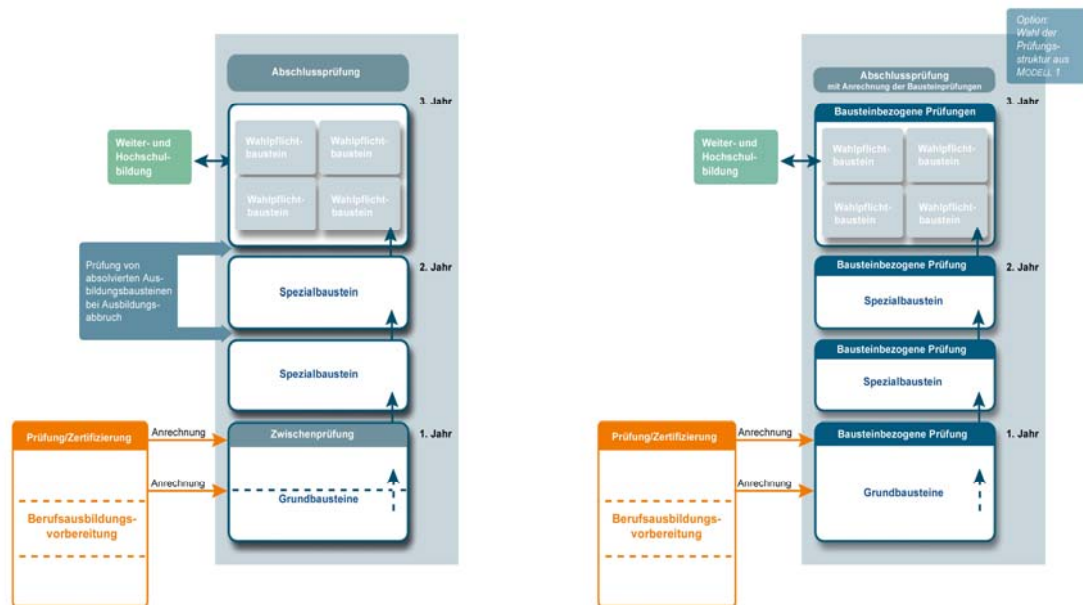 Abschlussprüfung
3. Jahr
Weiter- und
Hochschul-
bildung
Wahlpflicht-
baustein
Wahlpflicht-
baustein
Wahlpflicht-
baustein
Wahlpflicht-
baustein
Prüfung von
absolvierten Aus-
bildungsbausteinen
bei Ausbildungs-
abbruch
2. Jahr
Spezialbaustein
Spezialbaustein
Prüfung/Zertifizierung
Anrechnung
Zwischenprüfung
1. Jahr
Anrechnung
Grundbausteine
Berufsausbildungs-
vorbereitung
Option:
Wahl der
Prüfungs-
struktur aus
MODELL 1
Abschlussprüfung
mit Anrechnung der Bausteinprüfungen
3. Jahr
Bausteinbezogene Prüfungen
Weiter- und
Hochschul-
bildung
Wahlpflicht-
baustein
Wahlpflicht-
baustein
Wahlpflicht-
baustein
Wahlpflicht-
baustein
Bausteinbezogene Prüfung
2. Jahr
Spezialbaustein
Bausteinbezogene Prüfung
Spezialbaustein
Prüfung/Zertifizierung
Anrechnung
Bausteinbezogene Prüfung
1. Jahr
Anrechnung
Grundbausteine
Berufsausbildungs-
vorbereitung